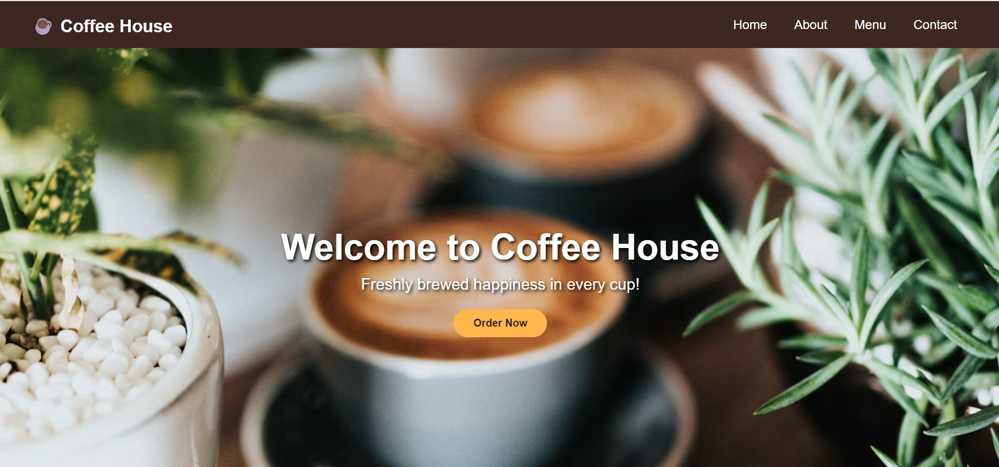 Coffee House
Home About Menu Contact
Welcome to Coffee House
Freshly brewed happiness in every cup!
Order Now